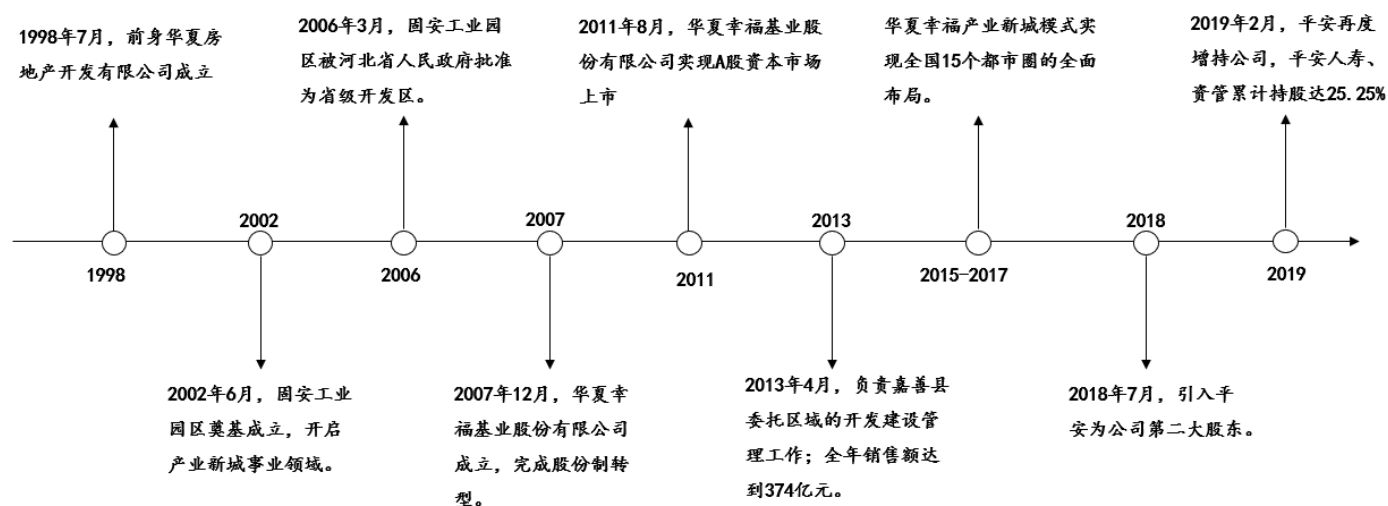 1998年7月，前身华夏房
地产开发有限公司成立
2006年3月，固安工业园
区被河北省人民政府批准
为省级开发区。
2011年8月，华夏幸福基业股
份有限公司实现A股资本市场
上市
华夏幸福产业新城模式实
现全国15个都市圈的全面
布局。
2019年2月，平安再度
增持公司，平安人寿、
资管累计持股达25.25%
1998
2002
2006
2007
2011
2013
2015-2017
2018
2019
2002年6月，固安工业
园区奠基成立，开启
产业新城事业领域。
2007年12月，华夏幸
福基业股份有限公司
成立，完成股份制转
型。
2013年4月，负责嘉善县
委托区域的开发建设管
理工作；全年销售额达
到374亿元。
2018年7月，引入平
安为公司第二大股东。